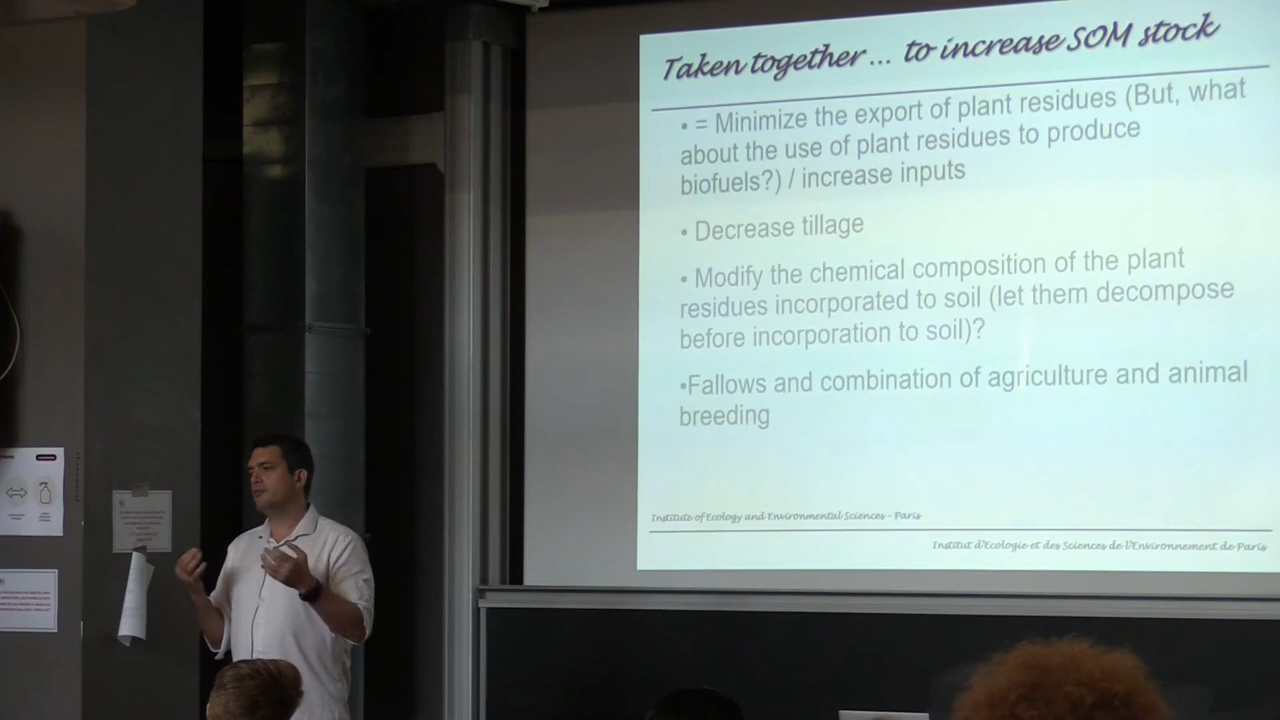 Taken together ... to increase SOM stock
• = Minimize the export of plant residues (But, what
about the use of plant residues to produce
biofuels?) / increase inputs
• Decrease tillage
• Modify the chemical composition of the plant
residues incorporated to soil (let them decompose
before incorporation to soil)?
•Fallows and combination of agriculture and animal
breeding
Institute of Ecology and Environmental Sciences - Paris
Institut d'Ecologie et des Sciences de l'Environnement de Paris